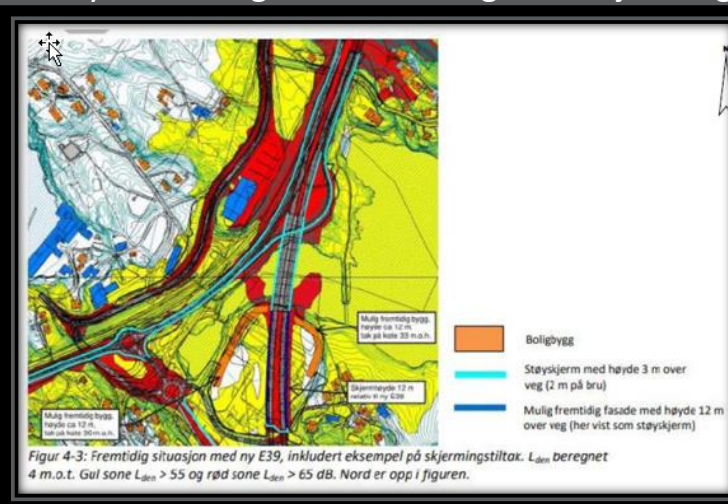 Mulig fremtidig bygg,
høyde ca 12 m,
tak på kote 33 m.o.h.
Skjermhøyde 12 m
relativ til ny E39
Mulig fremtidig bygg,
høyde ca 12 m,
tak på kote 30 m.o.h.
N
Boligbygg
Støyskjerm med høyde 3 m over
veg (2 m på bru)
Mulig fremtidig fasade med høyde 12 m
over veg (her vist som støyskjerm)
Figur 4-3: Fremtidig situasjon med ny E39, inkludert eksempel på skjermingstiltak. Lden beregnet
4 m.o.t. Gul sone Lden > 55 og rød sone Lden > 65 dB. Nord er opp i figuren.